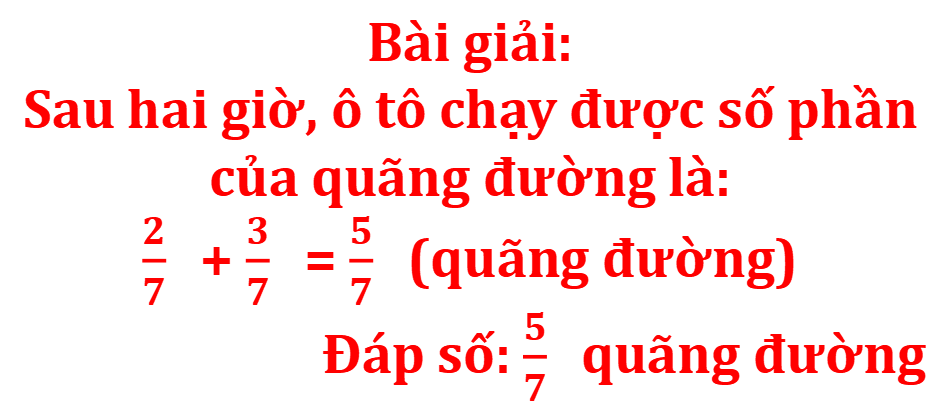 Bài giải:
Sau hai giờ, ô tô chạy được số phần
của quãng đường là:
2/7 + 3/7 = 5/7 (quãng đường)
Đáp số: 5/7 quãng đường